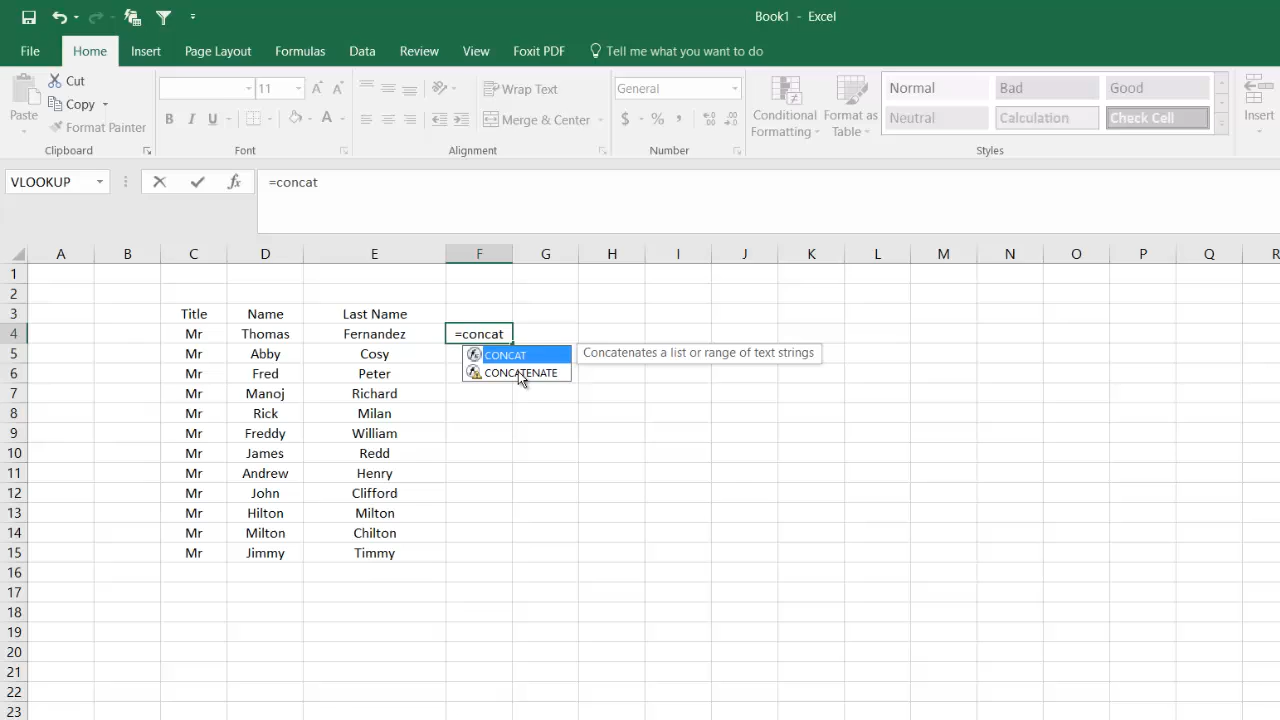 Book1 - Excel
File Home Insert Page Layout Formulas Data Review View Foxit PDF Tell me what you want to do
Paste
Cut
Copy
Format Painter
Clipboard
11
A A
B I U A
Font
Wrap Text
Merge & Center
Alignment
General
$ % ,
Number
Conditional Formatting
Format as Table
Normal Bad Good
Neutral Calculation Check Cell
Styles
Insert
VLOOKUP fx =concat
A B C D E F G H I J K L M N O P Q R
1
2
3 Title Name Last Name
4 Mr Thomas Fernandez =concat
5 Mr Abby Cosy
CONCAT Concatenates a list or range of text strings
6 Mr Fred Peter
CONCATENATE
7 Mr Manoj Richard
8 Mr Rick Milan
9 Mr Freddy William
10 Mr James Redd
11 Mr Andrew Henry
12 Mr John Clifford
13 Mr Hilton Milton
14 Mr Milton Chilton
15 Mr Jimmy Timmy
16
17
18
19
20
21
22
23